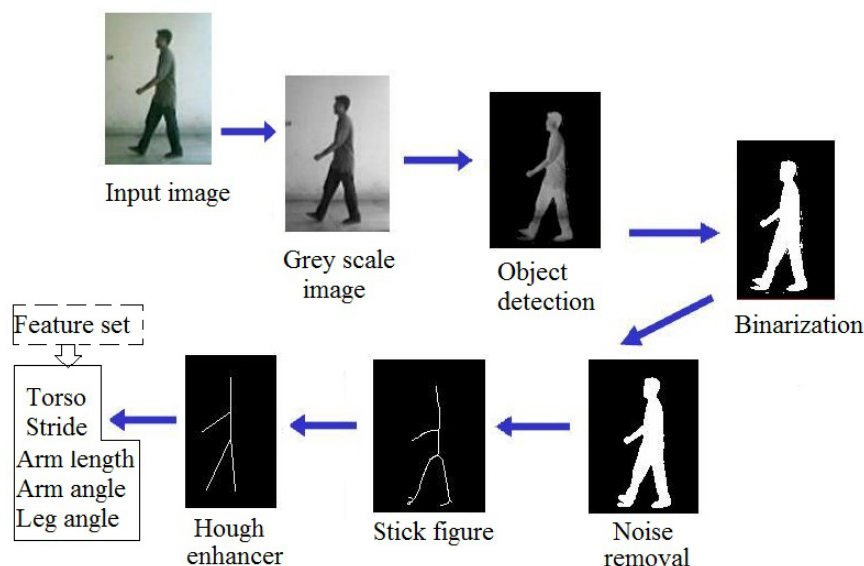 Input image
Grey scale
image
Object
detection
Binarization
Noise
removal
Stick figure
Hough
enhancer
Feature set
Torso
Stride
Arm length
Arm angle
Leg angle